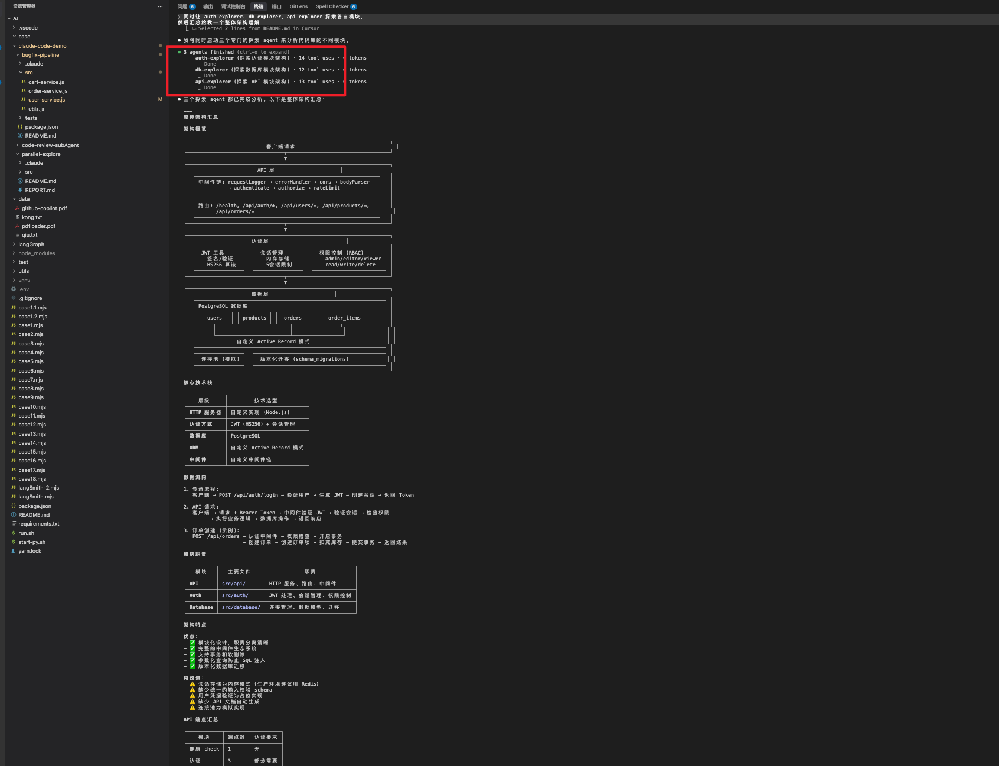 资源管理器
···
AI
.vscode
case
claude-code-demo
bugfix-pipeline
.claude
src
JS cart-service.js
JS order-service.js
JS user-service.js M
JS utils.js
tests
{} package.json
README.md
code-review-subAgent
parallel-explore
.claude
src
README.md
REPORT.md
data
github-copliot.pdf
kong.txt
pdfloader.pdf
qiu.txt
langGraph
node_modules
test
utils
venv
.env
.gitignore
JS case1.1.mjs
JS case1.2.mjs
JS case1.mjs
JS case2.mjs
JS case3.mjs
JS case4.mjs
JS case5.mjs
JS case6.mjs
JS case7.mjs
JS case8.mjs
JS case9.mjs
JS case10.mjs
JS case11.mjs
JS case12.mjs
JS case13.mjs
JS case14.mjs
JS case15.mjs
JS case16.mjs
JS case17.mjs
JS case18.mjs
JS langSmith-2.mjs
JS langSmith.mjs
{} package.json
README.md
requirements.txt
$ run.sh
$ start-py.sh
yarn.lock
问题 6 输出 调试控制台 终端 端口 GitLens Spell Checker 6
❯ 同时让 auth-explorer、db-explorer、api-explorer 探索各自模块，
然后汇总给我一个整体架构理解
Selected 2 lines from README.md in Cursor
● 我将同时启动三个专门的探索 agent 来分析代码库的不同模块。
● 3 agents finished (ctrl+o to expand)
auth-explorer (探索认证模块架构) · 14 tool uses · tokens
Done
db-explorer (探索数据库模块架构) · 12 tool uses · tokens
Done
api-explorer (探索 API 模块架构) · 13 tool uses · tokens
Done
● 三个探索 agent 都已完成分析。以下是整体架构汇总：
———
整体架构汇总
架构概览
客户端请求
▼
API 层
中间件链: requestLogger → errorHandler → cors → bodyParser
→ authenticate → authorize → rateLimit
路由: /health, /api/auth/*, /api/users/*, /api/products/*,
/api/orders/*
▼
认证层
JWT 工具 会话管理 权限控制 (RBAC)
- 签名/验证 - 内存存储 - admin/editor/viewer
- HS256 算法 - 5会话限制 - read/write/delete
▼
数据层
PostgreSQL 数据库
users products orders order_items
自定义 Active Record 模式
连接池 (模拟) 版本化迁移 (schema_migrations)
核心技术栈
层级 技术选型
HTTP 服务器 自定义实现 (Node.js)
认证方式 JWT (HS256) + 会话管理
数据库 PostgreSQL
ORM 自定义 Active Record 模式
中间件 自定义中间件链
数据流向
1. 登录流程:
客户端 → POST /api/auth/login → 验证用户 → 生成 JWT → 创建会话 → 返回 Token
2. API 请求:
客户端 → 请求 + Bearer Token → 中间件验证 JWT → 验证会话 → 检查权限
→ 执行业务逻辑 → 数据库操作 → 返回响应
3. 订单创建 (示例):
POST /api/orders → 认证中间件 → 权限检查 → 开启事务
→ 创建订单 → 创建订单项 → 扣减库存 → 提交事务 → 返回结果
模块职责
模块 主要文件 职责
API src/api/ HTTP 服务、路由、中间件
Auth src/auth/ JWT 处理、会话管理、权限控制
Database src/database/ 连接管理、数据模型、迁移
架构特点
优点:
- ✅ 模块化设计，职责分离清晰
- ✅ 完整的中间件生态系统
- ✅ 支持事务和软删除
- ✅ 参数化查询防止 SQL 注入
- ✅ 版本化数据库迁移
待改进:
- ⚠️ 会话存储为内存模式 (生产环境建议用 Redis)
- ⚠️ 缺少统一的输入校验 schema
- ⚠️ 用户凭据验证为占位实现
- ⚠️ 缺少 API 文档自动生成
- ⚠️ 连接池为模拟实现
API 端点汇总
模块 端点数 认证要求
健康 check 1 无
认证 3 部分需要